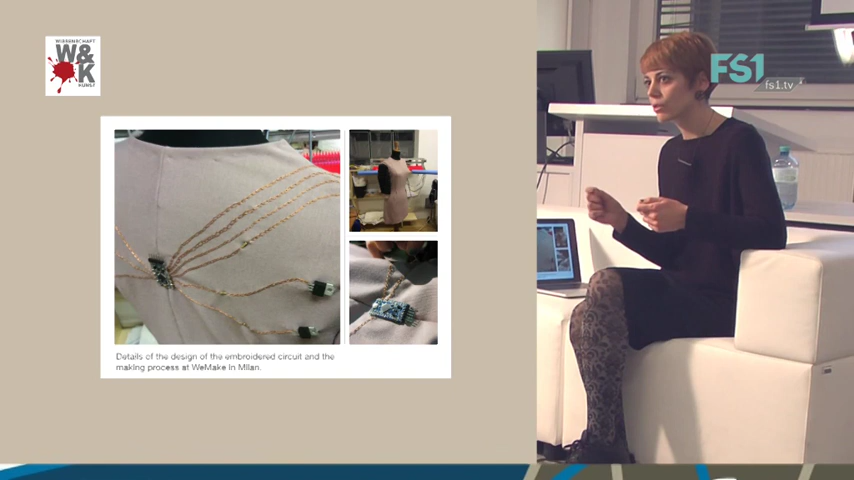 WISSENSCHAFT
W&
K
KUNST
FS1
fs1.tv
Details of the design of the embroidered circuit and the
making process at WeMake in Milan.